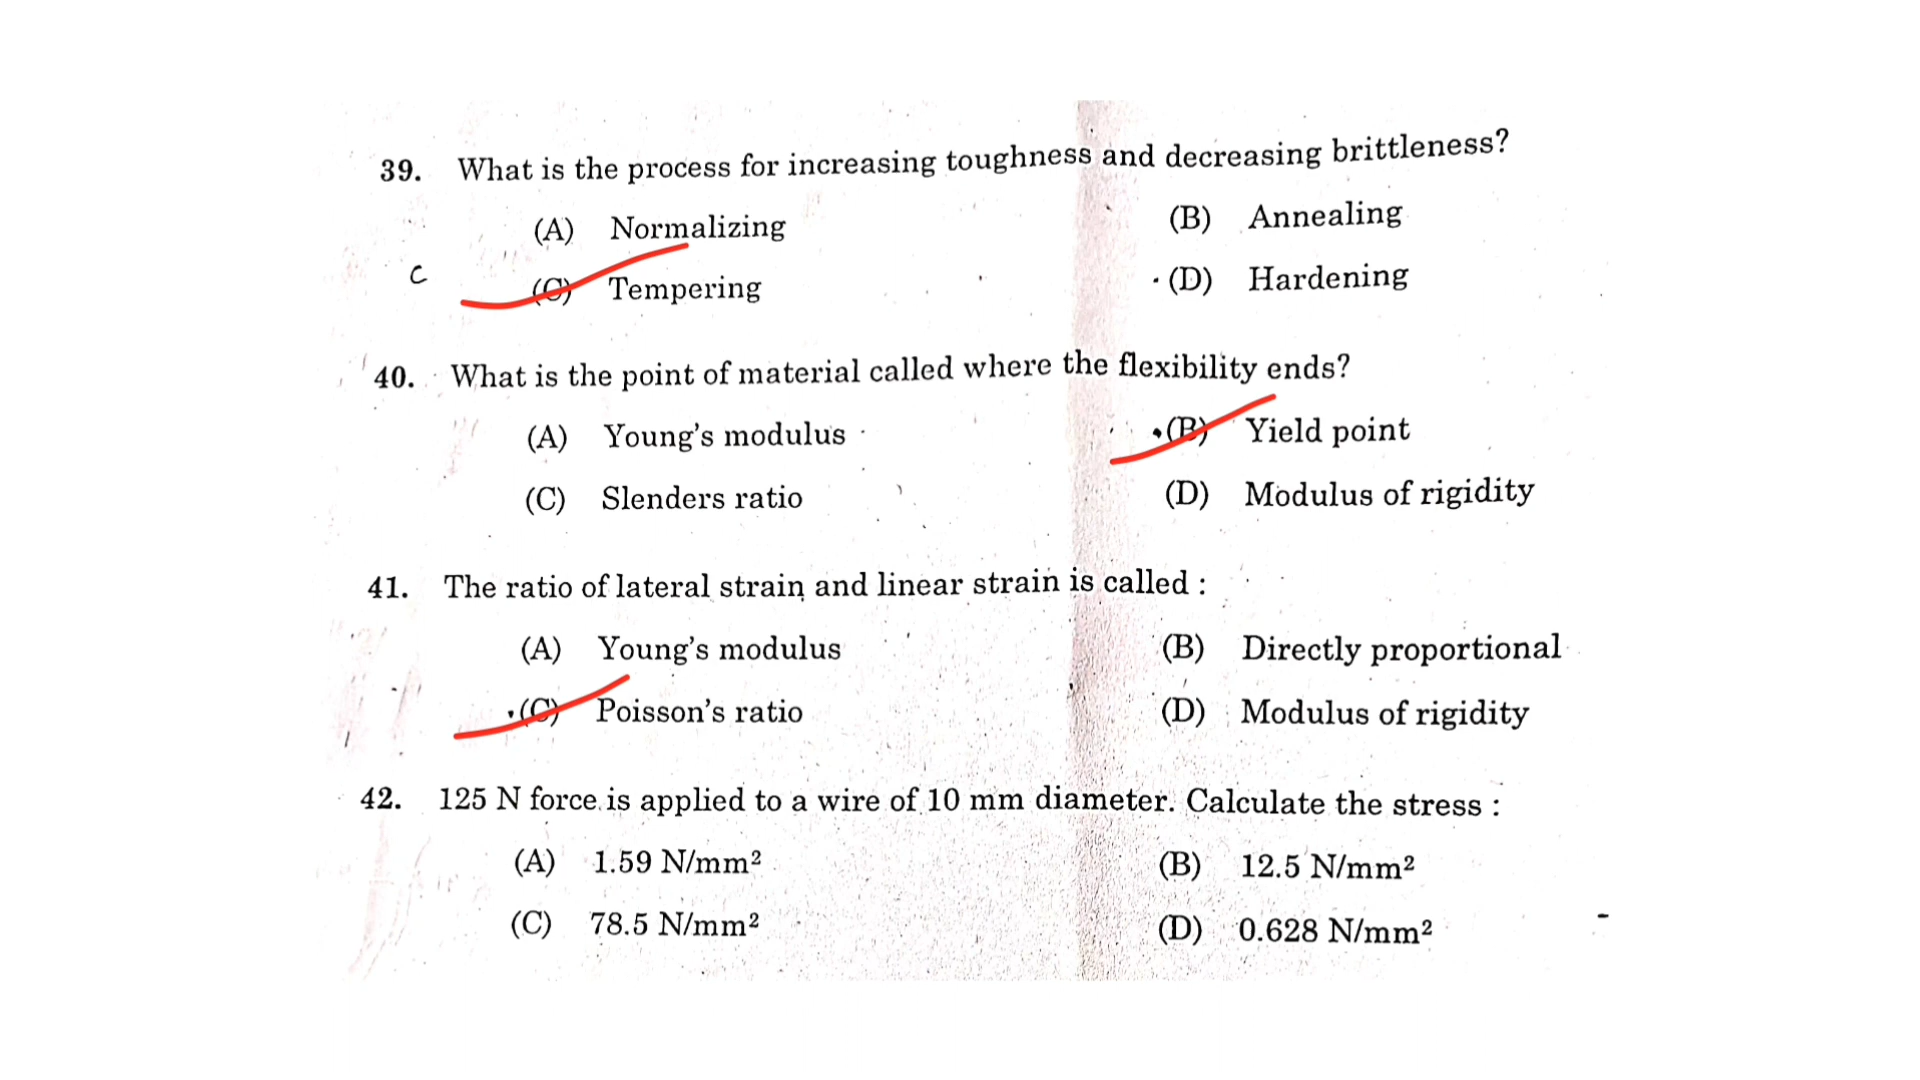 39. What is the process for increasing toughness and decreasing brittleness?
(A) Normalizing (B) Annealing
C (C) Tempering (D) Hardening
40. What is the point of material called where the flexibility ends?
(A) Young's modulus (B) Yield point
(C) Slenders ratio (D) Modulus of rigidity
41. The ratio of lateral strain and linear strain is called :
(A) Young's modulus (B) Directly proportional
(C) Poisson's ratio (D) Modulus of rigidity
42. 125 N force is applied to a wire of 10 mm diameter. Calculate the stress :
(A) 1.59 N/mm² (B) 12.5 N/mm²
(C) 78.5 N/mm² (D) 0.628 N/mm²